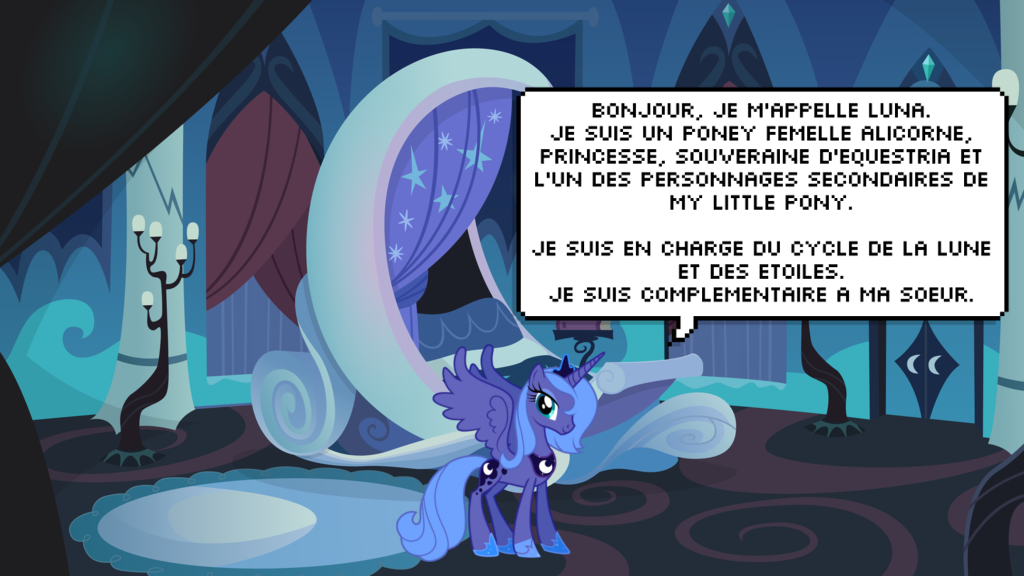 BONJOUR, JE M'APPELLE LUNA.
JE SUIS UN PONEY FEMELLE ALICORNE,
PRINCESSE, SOUVERAINE D'EQUESTRIA ET
L'UN DES PERSONNAGES SECONDAIRES DE
MY LITTLE PONY.
JE SUIS EN CHARGE DU CYCLE DE LA LUNE
ET DES ETOILES.
JE SUIS COMPLEMENTAIRE A MA SOEUR.